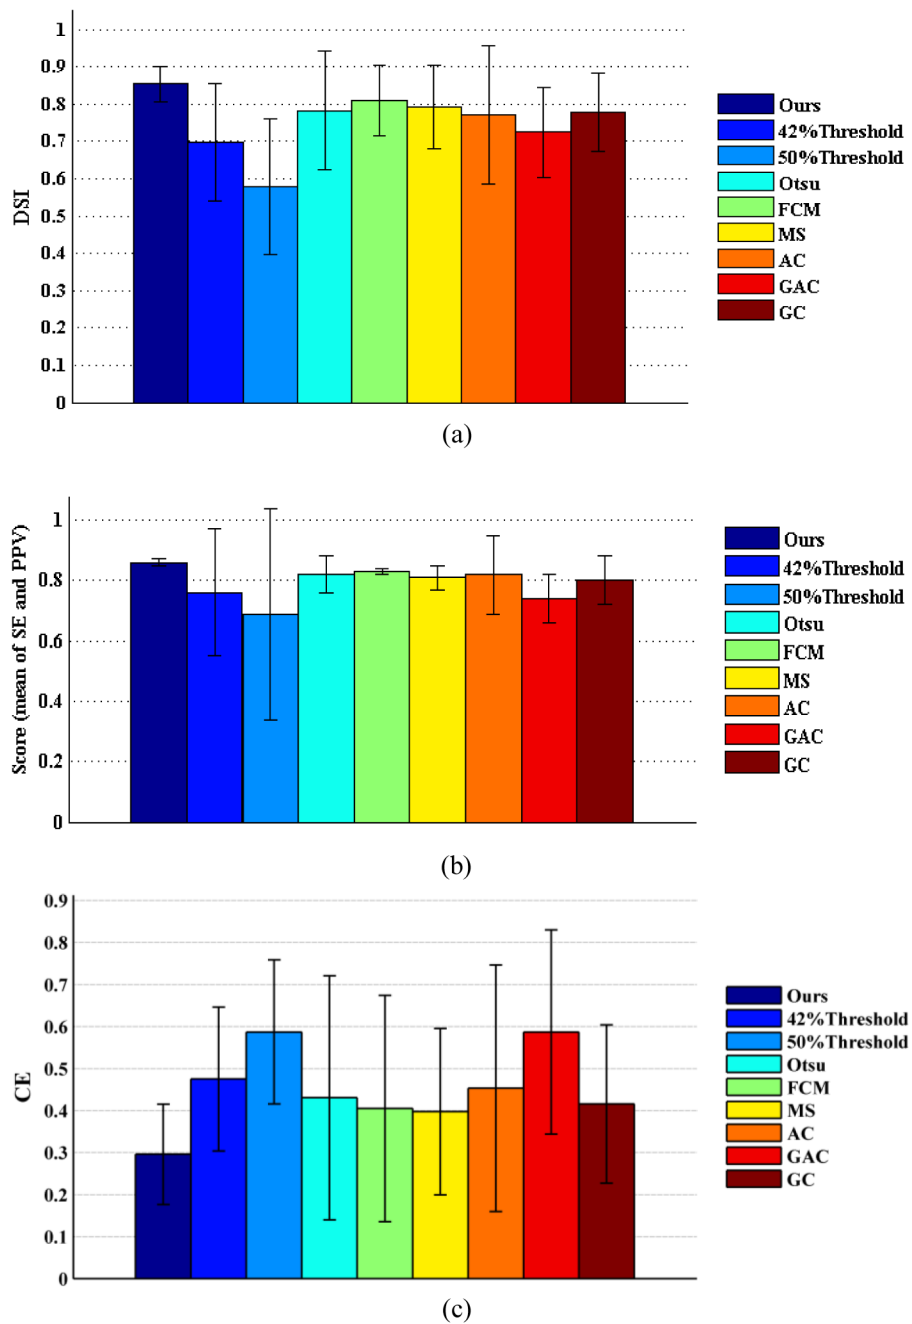 1
0.9
0.8
0.7
0.6
0.5
0.4
0.3
0.2
0.1
0
DSI
Ours
42%Threshold
50%Threshold
Otsu
FCM
MS
AC
GAC
GC
(a)
1
0.8
0.6
0.4
0.2
0
Score (mean of SE and PPV)
Ours
42%Threshold
50%Threshold
Otsu
FCM
MS
AC
GAC
GC
(b)
0.9
0.8
0.7
0.6
0.5
0.4
0.3
0.2
0.1
0
CE
Ours
42%Threshold
50%Threshold
Otsu
FCM
MS
AC
GAC
GC
(c)